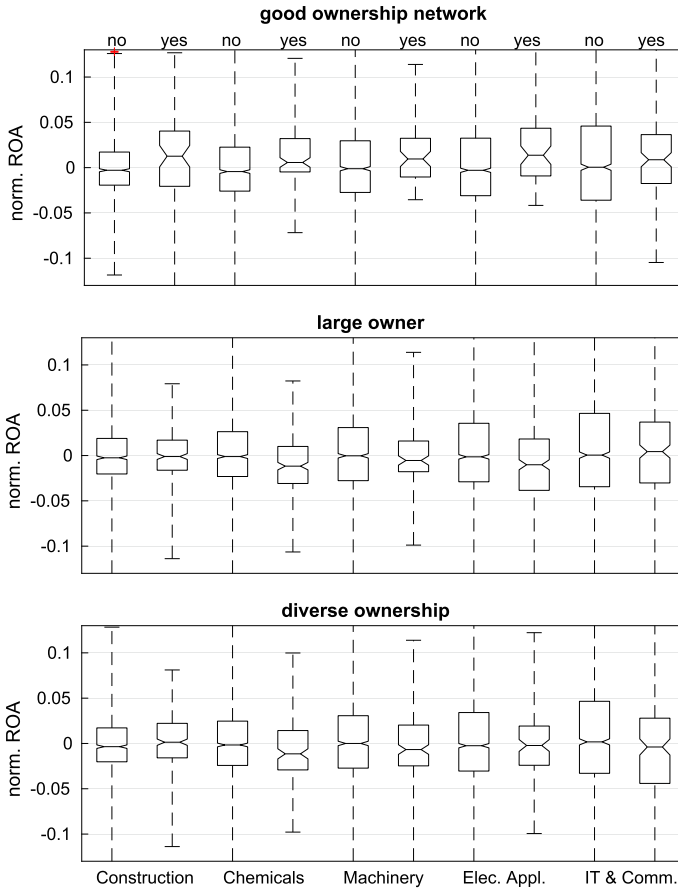 good ownership network
no yes no yes no yes no yes no yes
0.1
0.05
0
-0.05
-0.1
norm. ROA
large owner
0.1
0.05
0
-0.05
-0.1
norm. ROA
diverse ownership
0.1
0.05
0
-0.05
-0.1
norm. ROA
Construction Chemicals Machinery Elec. Appl. IT & Comm.